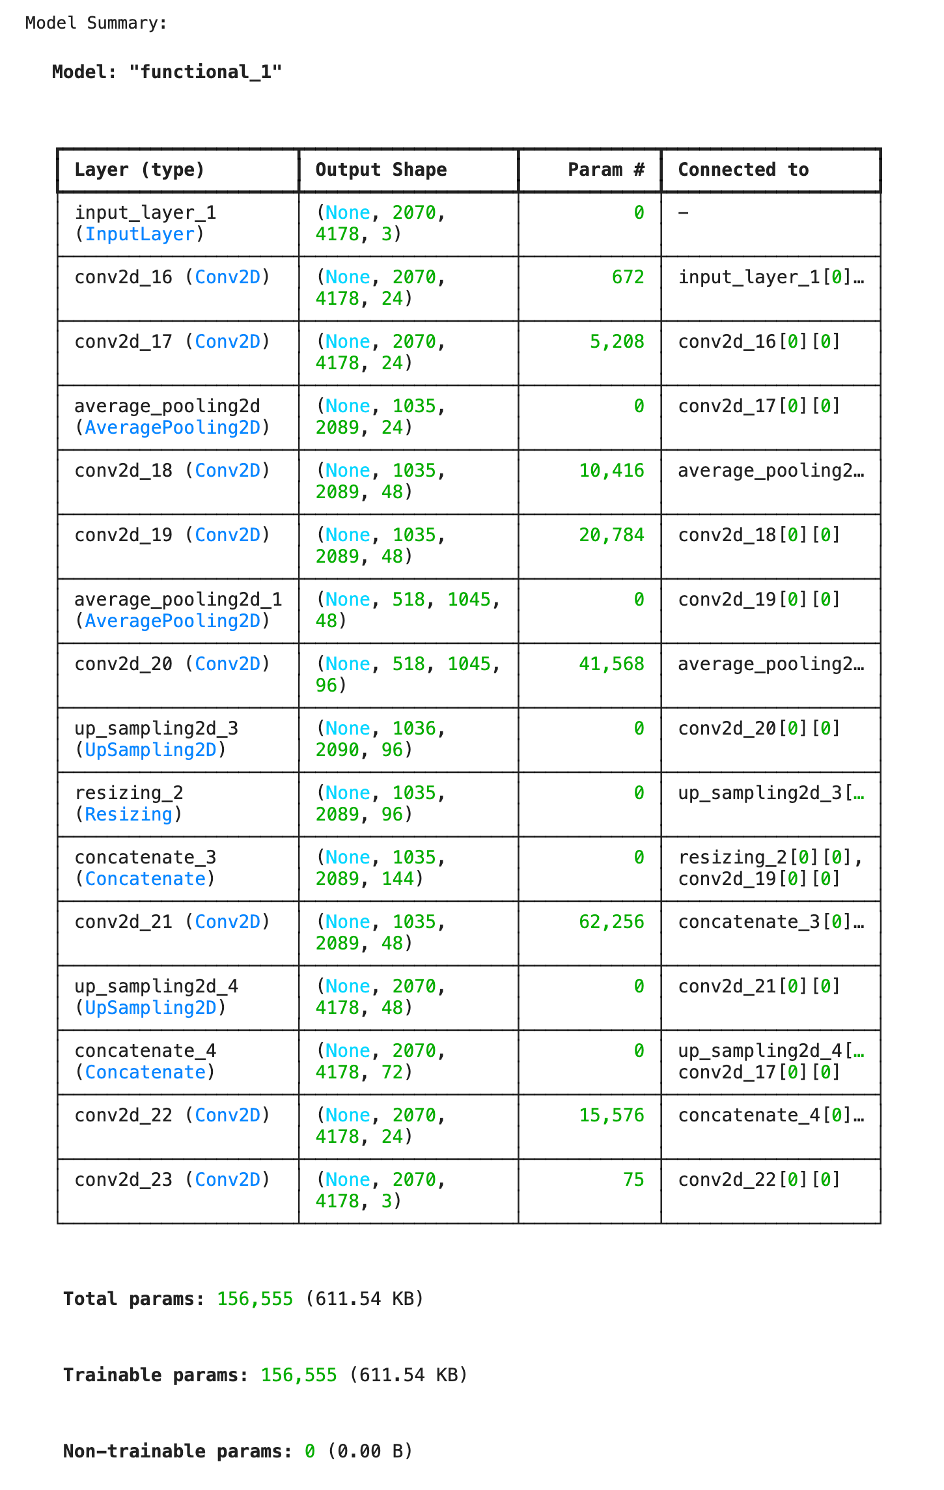 Model Summary:
Model: "functional_1"
Layer (type) Output Shape Param # Connected to
input_layer_1 (None, 2070, 0 –
(InputLayer) 4178, 3)
conv2d_16 (Conv2D) (None, 2070, 672 input_layer_1[0]…
4178, 24)
conv2d_17 (Conv2D) (None, 2070, 5,208 conv2d_16[0][0]
4178, 24)
average_pooling2d (None, 1035, 0 conv2d_17[0][0]
(AveragePooling2D) 2089, 24)
conv2d_18 (Conv2D) (None, 1035, 10,416 average_pooling2…
2089, 48)
conv2d_19 (Conv2D) (None, 1035, 20,784 conv2d_18[0][0]
2089, 48)
average_pooling2d_1 (None, 518, 1045, 0 conv2d_19[0][0]
(AveragePooling2D) 48)
conv2d_20 (Conv2D) (None, 518, 1045, 41,568 average_pooling2…
96)
up_sampling2d_3 (None, 1036, 0 conv2d_20[0][0]
(UpSampling2D) 2090, 96)
resizing_2 (None, 1035, 0 up_sampling2d_3[…
(Resizing) 2089, 96)
concatenate_3 (None, 1035, 0 resizing_2[0][0],
(Concatenate) 2089, 144) conv2d_19[0][0]
conv2d_21 (Conv2D) (None, 1035, 62,256 concatenate_3[0]…
2089, 48)
up_sampling2d_4 (None, 2070, 0 conv2d_21[0][0]
(UpSampling2D) 4178, 48)
concatenate_4 (None, 2070, 0 up_sampling2d_4[…
(Concatenate) 4178, 72) conv2d_17[0][0]
conv2d_22 (Conv2D) (None, 2070, 15,576 concatenate_4[0]…
4178, 24)
conv2d_23 (Conv2D) (None, 2070, 75 conv2d_22[0][0]
4178, 3)
Total params: 156,555 (611.54 KB)
Trainable params: 156,555 (611.54 KB)
Non-trainable params: 0 (0.00 B)